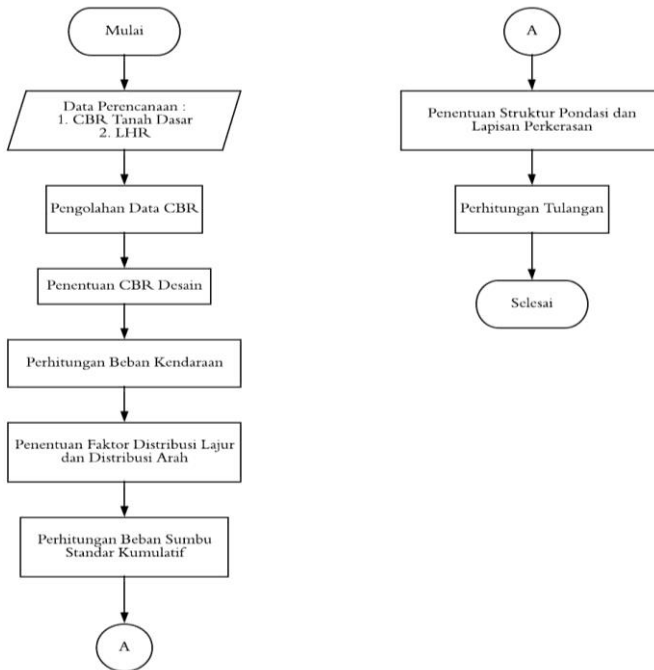 Mulai
Data Perencanaan :
1. CBR Tanah Dasar
2. LHR
Pengolahan Data CBR
Penentuan CBR Desain
Perhitungan Beban Kendaraan
Penentuan Faktor Distribusi Lajur
dan Distribusi Arah
Perhitungan Beban Sumbu
Standar Kumulatif
A
A
Penentuan Struktur Pondasi dan
Lapisan Perkerasan
Perhitungan Tulangan
Selesai